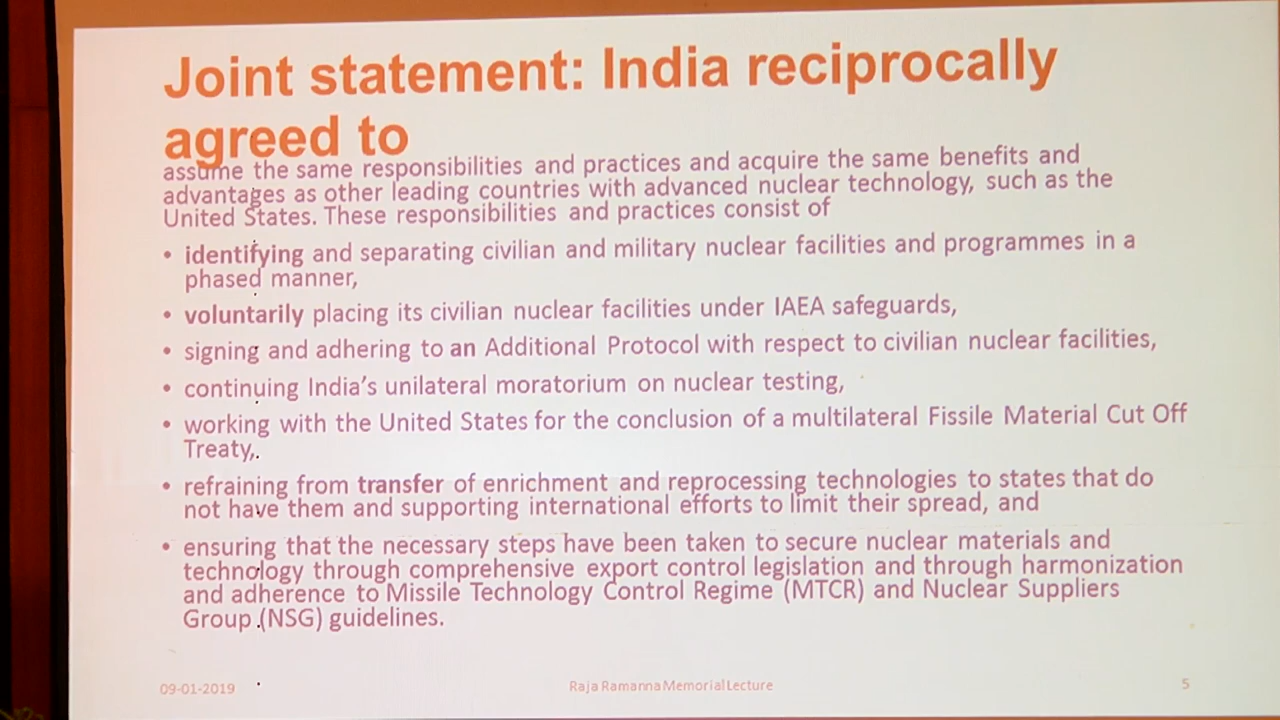 Joint statement: India reciprocally
agreed to
assume the same responsibilities and practices and acquire the same benefits and
advantages as other leading countries with advanced nuclear technology, such as the
United States. These responsibilities and practices consist of
• identifying and separating civilian and military nuclear facilities and programmes in a
phased manner,
• voluntarily placing its civilian nuclear facilities under IAEA safeguards,
• signing and adhering to an Additional Protocol with respect to civilian nuclear facilities,
• continuing India's unilateral moratorium on nuclear testing,
• working with the United States for the conclusion of a multilateral Fissile Material Cut Off
Treaty,.
• refraining from transfer of enrichment and reprocessing technologies to states that do
not have them and supporting international efforts to limit their spread, and
• ensuring that the necessary steps have been taken to secure nuclear materials and
technology through comprehensive export control legislation and through harmonization
and adherence to Missile Technology Control Regime (MTCR) and Nuclear Suppliers
Group (NSG) guidelines.
09-01-2019 Raja Ramanna Memorial Lecture 5